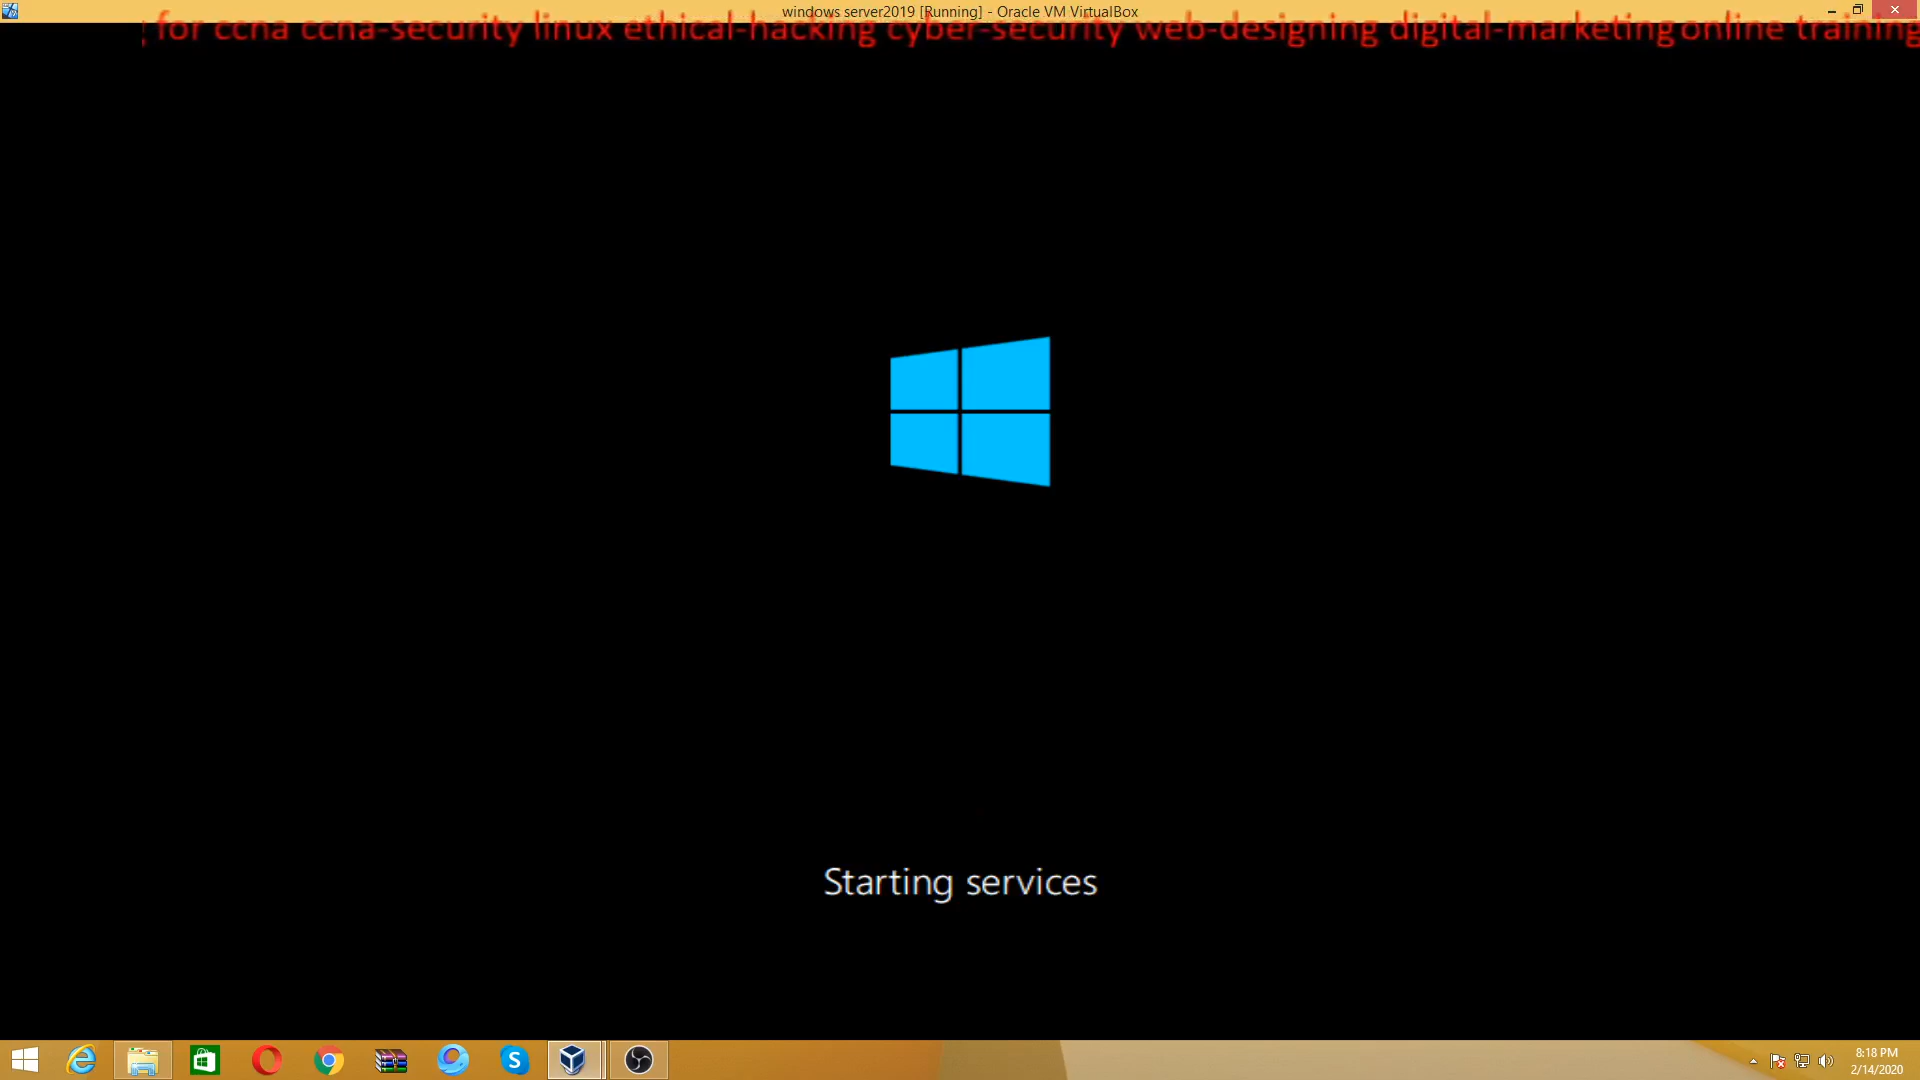 windows server2019 [Running] - Oracle VM VirtualBox
for ccna ccna-security linux ethical-hacking cyber-security web-designing digital-marketing online training
Starting services
8:18 PM
2/14/2020